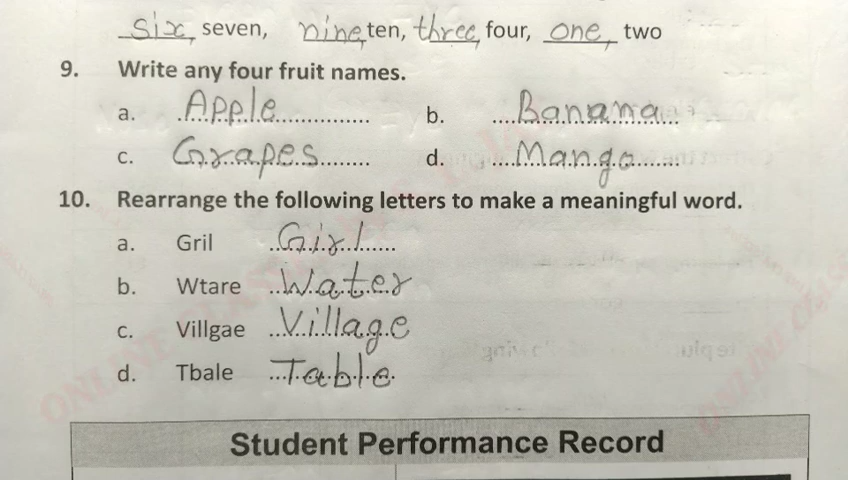 six, seven, nine, ten, three, four, one, two
9. Write any four fruit names.
a. Apple b. Banana
c. Grapes d. Mango
10. Rearrange the following letters to make a meaningful word.
a. Gril Girl
b. Wtare Water
c. Villgae Village
d. Tbale Table
Student Performance Record